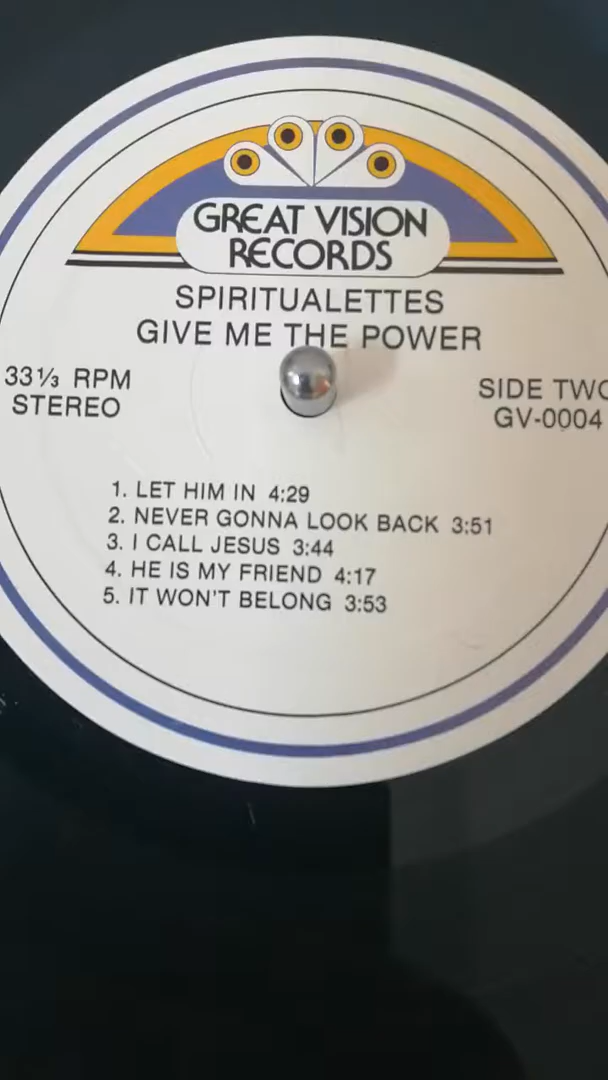 GREAT VISION
RECORDS
SPIRITUALETTES
GIVE ME THE POWER
33⅓ RPM
STEREO
SIDE TWO
GV-0004
1. LET HIM IN 4:29
2. NEVER GONNA LOOK BACK 3:51
3. I CALL JESUS 3:44
4. HE IS MY FRIEND 4:17
5. IT WON'T BELONG 3:53